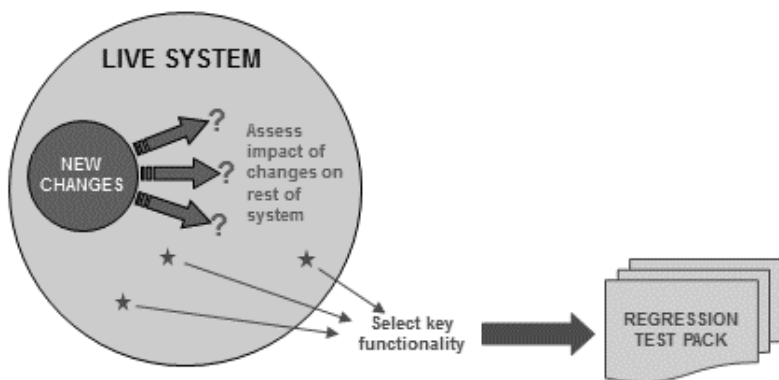 LIVE SYSTEM
NEW
CHANGES
?
?
?
Assess
impact of
changes on
rest of
system
Select key
functionality
REGRESSION
TEST PACK